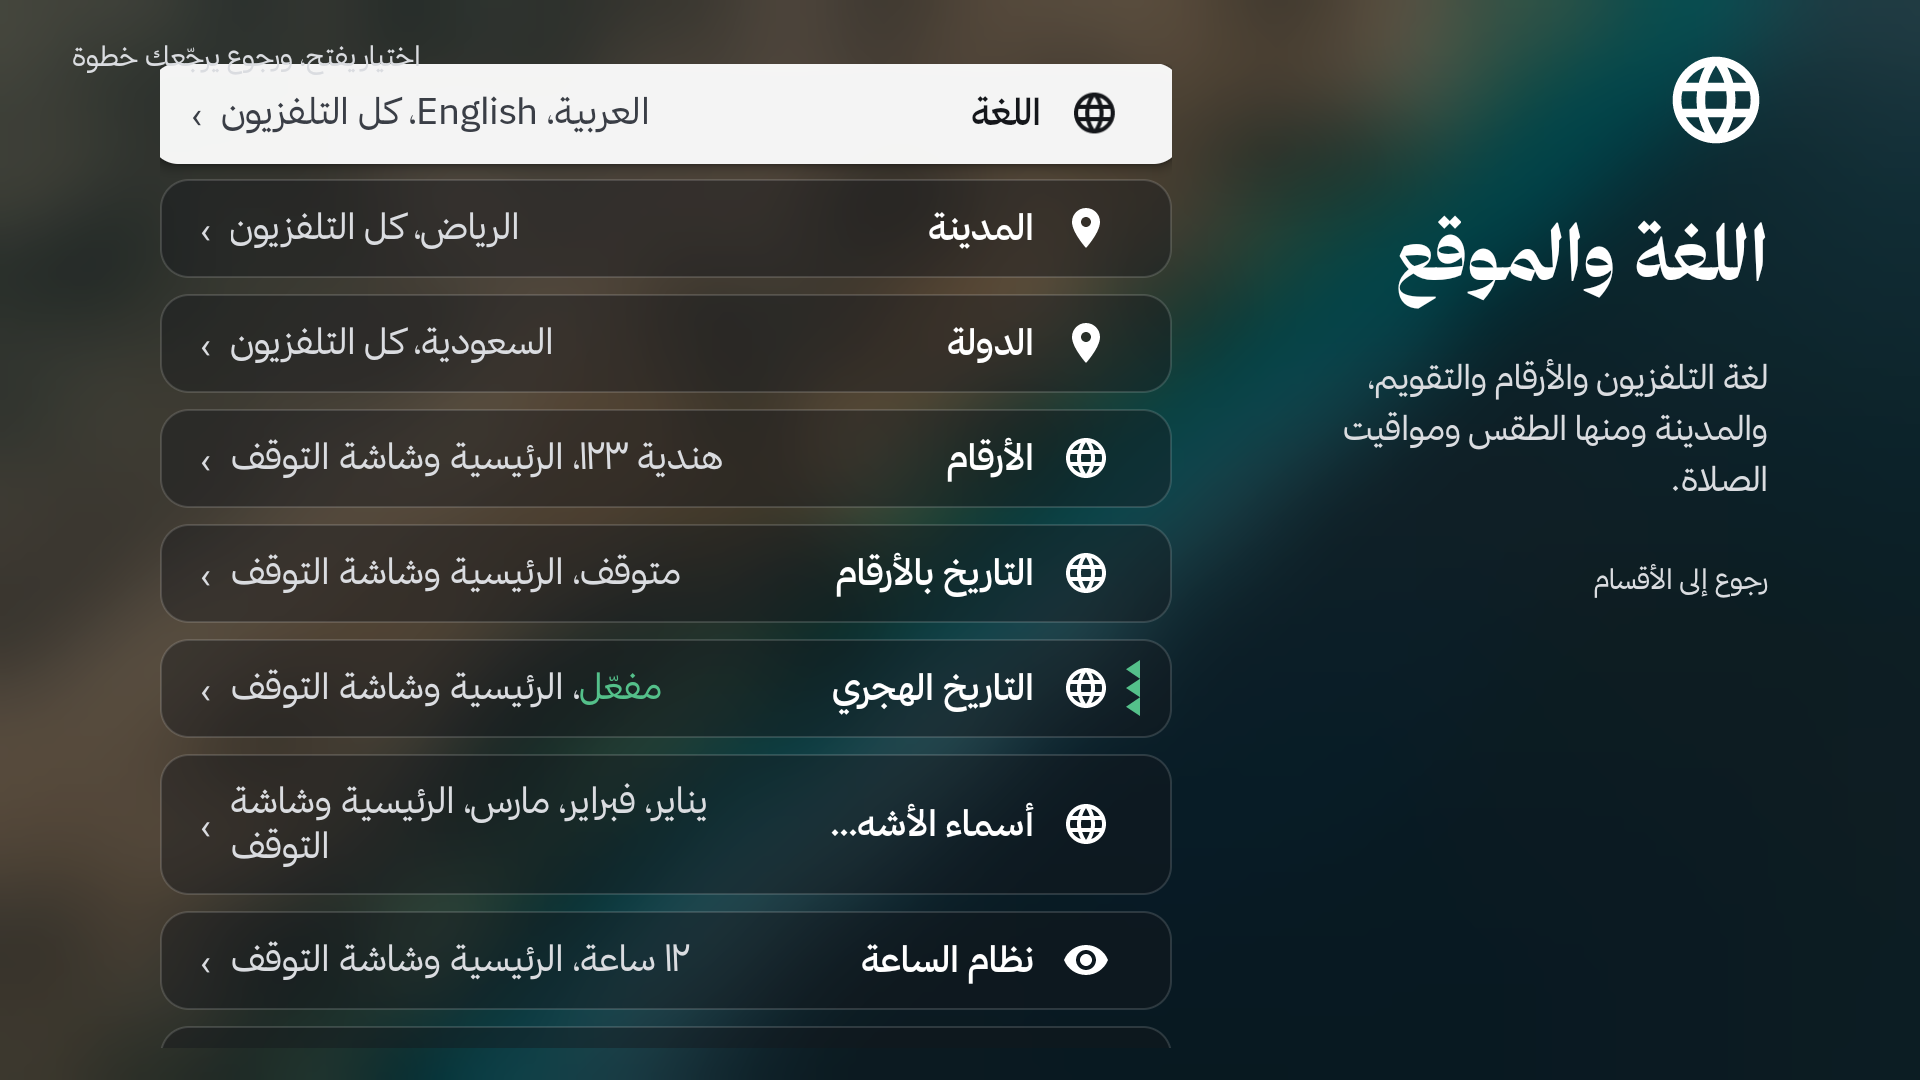 اختيار يفتح، ورجوع يرجّعك خطوة
اللغة والموقع
لغة التلفزيون والأرقام والتقويم،
والمدينة ومنها الطقس ومواقيت
الصلاة.
رجوع إلى الأقسام
اللغة
العربية، English، كل التلفزيون
المدينة
الرياض، كل التلفزيون
الدولة
السعودية، كل التلفزيون
الأرقام
هندية ١٢٣، الرئيسية وشاشة التوقف
التاريخ بالأرقام
متوقف، الرئيسية وشاشة التوقف
التاريخ الهجري
مفعّل، الرئيسية وشاشة التوقف
أسماء الأشه...
يناير، فبراير، مارس، الرئيسية وشاشة
التوقف
نظام الساعة
١٢ ساعة، الرئيسية وشاشة التوقف